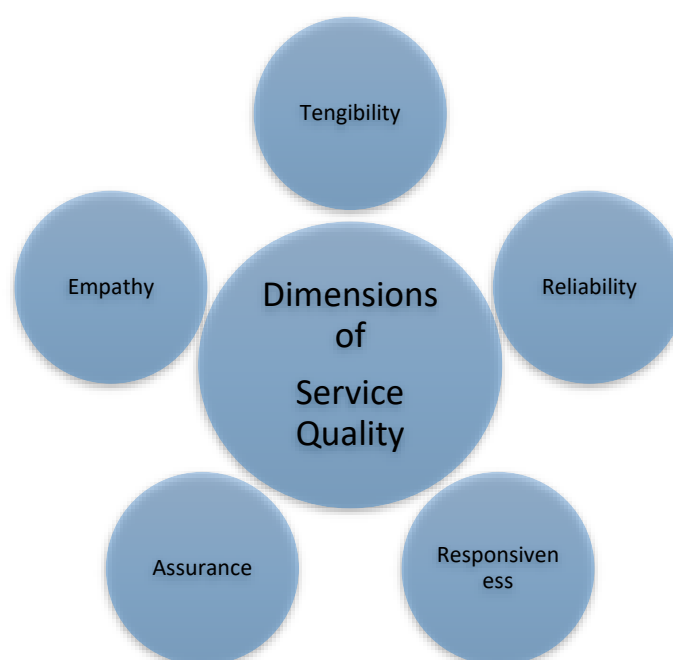 Tengibility
Empathy
Dimensions
of
Service
Quality
Reliability
Assurance
Responsiven
ess